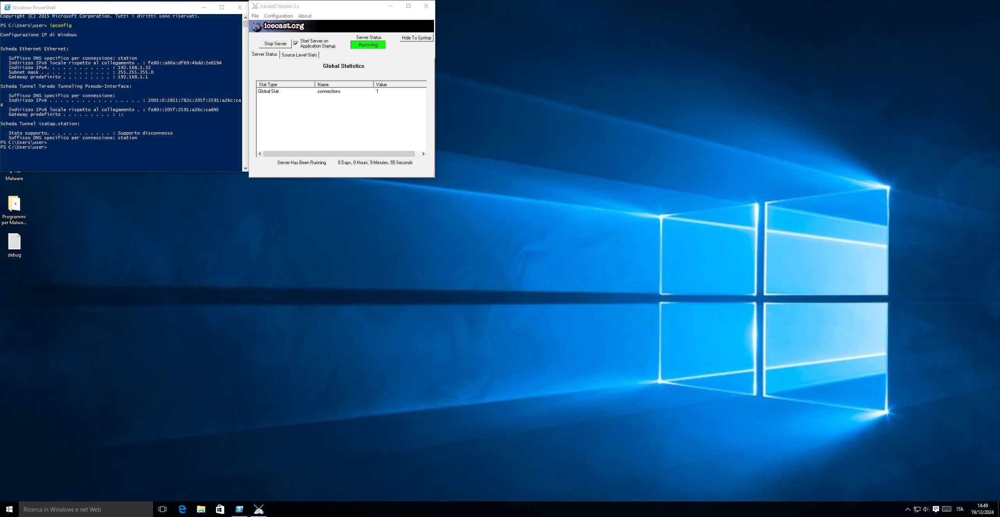 Windows PowerShell
Copyright (C) 2015 Microsoft Corporation. Tutti i diritti sono riservati.
PS C:\Users\user> ipconfig
Configurazione IP di Windows
Scheda Ethernet Ethernet:
Suffisso DNS specifico per connessione: station
Indirizzo IPv6 locale rispetto al collegamento . : fe80::a86a:df69:4bdd:2e61%4
Indirizzo IPv4. . . . . . . . . . . . : 192.168.1.22
Subnet mask . . . . . . . . . . . . . : 255.255.255.0
Gateway predefinito . . . . . . . . . : 192.168.1.1
Scheda Tunnel Teredo Tunneling Pseudo-Interface:
Suffisso DNS specifico per connessione:
Indirizzo IPv6 . . . . . . . . . . . . . . . . . : 2001:0:2851:782c:205f:2591:a26c:ca
6
Indirizzo IPv6 locale rispetto al collegamento . : fe80::205f:2591:a26c:ca6%5
Gateway predefinito . . . . . . . . . : ::
Scheda Tunnel isatap.station:
Stato supporto. . . . . . . . . . . . : Supporto disconnesso
Suffisso DNS specifico per connessione: station
PS C:\Users\user>
PS C:\Users\user>
Icecast2 Version 2.x
File Configuration About
icecast.org
Stop Server
Start Server on
Application Startup
Server Status
Running
Hide To Systray
Server Status Source Level Stats
Global Statistics
Stat Type Name Value
Global Stat connections 1
Server Has Been Running 0 Days, 0 Hours, 9 Minutes, 55 Seconds
Malware
Programmi
per Malwa...
debug
Ricerca in Windows e nel Web
ITA
14:49
19/12/2024